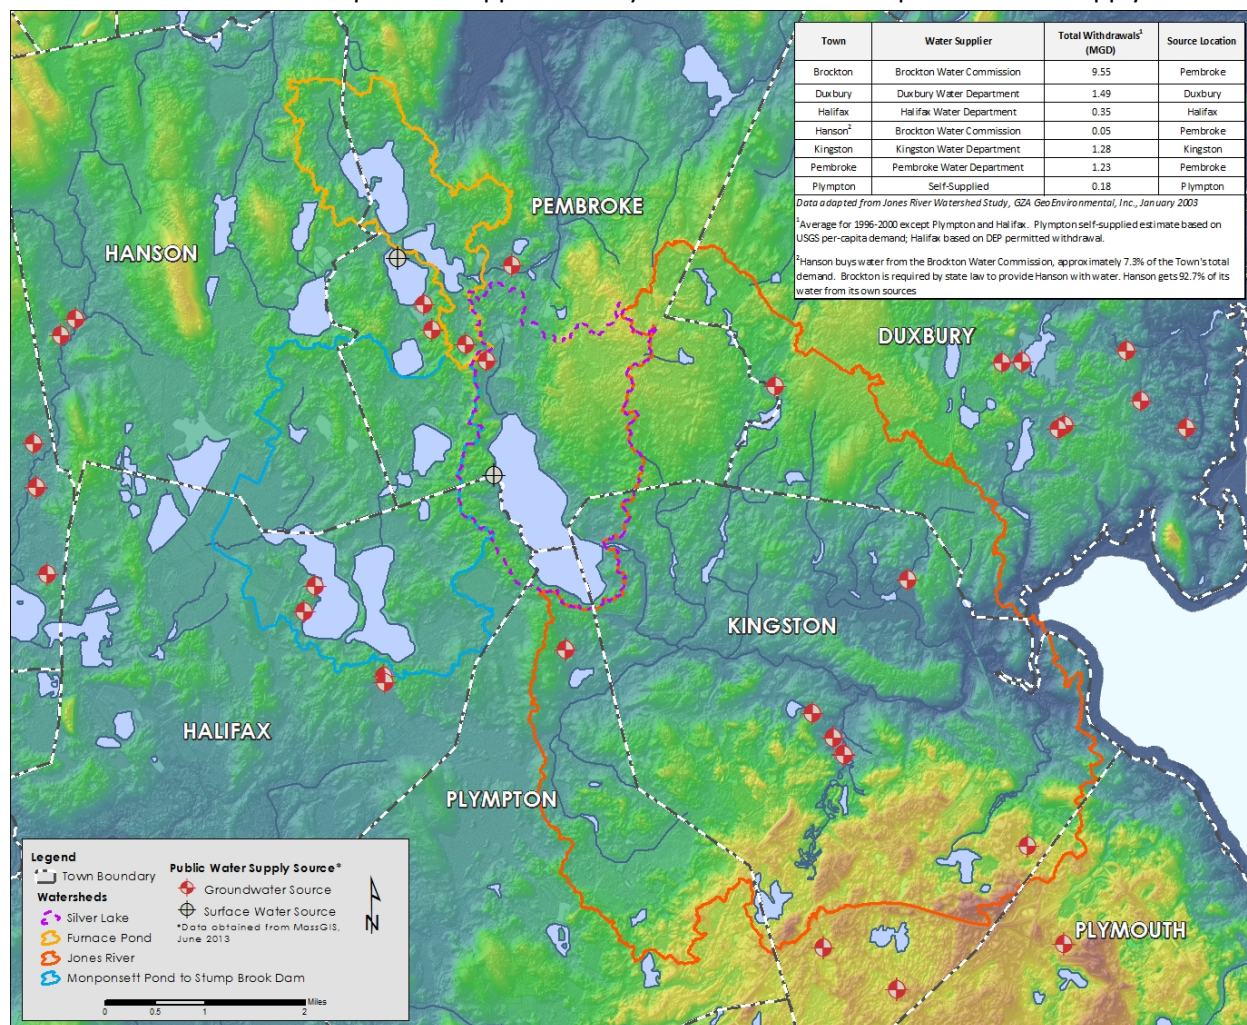 Town Water Supplier Total Withdrawals¹ (MGD) Source Location
Brockton Brockton Water Commission 9.55 Pembroke
Duxbury Duxbury Water Department 1.49 Duxbury
Halifax Halifax Water Department 0.35 Halifax
Hanson² Brockton Water Commission 0.05 Pembroke
Kingston Kingston Water Department 1.28 Kingston
Pembroke Pembroke Water Department 1.23 Pembroke
Plympton Self-Supplied 0.18 Plympton
Data adapted from Jones River Watershed Study, GZA GeoEnvironmental, Inc., January 2003
¹Average for 1996-2000 except Plympton and Halifax. Plympton self-supplied estimate based on
USGS per-capita demand; Halifax based on DEP permitted withdrawal.
²Hanson buys water from the Brockton Water Commission, approximately 7.3% of the Town's total
demand. Brockton is required by state law to provide Hanson with water. Hanson gets 92.7% of its
water from its own sources
PEMBROKE
HANSON
DUXBURY
KINGSTON
HALIFAX
PLYMPTON
PLYMOUTH
Legend
Town Boundary
Watersheds
Silver Lake
Furnace Pond
Jones River
Monponsett Pond to Stump Brook Dam
Public Water Supply Source*
Groundwater Source
Surface Water Source
*Data obtained from MassGIS,
June 2013
N
Miles
0 0.5 1 2